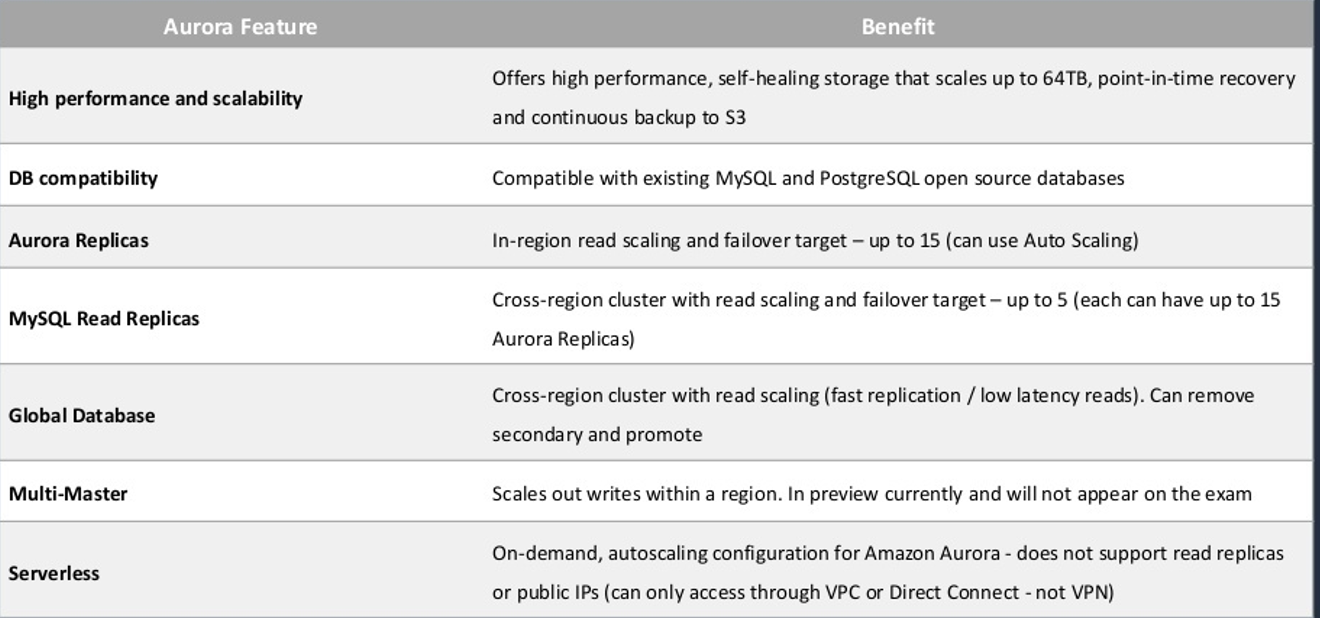 Aurora Feature
Benefit
High performance and scalability
Offers high performance, self-healing storage that scales up to 64TB, point-in-time recovery
and continuous backup to S3
DB compatibility
Compatible with existing MySQL and PostgreSQL open source databases
Aurora Replicas
In-region read scaling and failover target – up to 15 (can use Auto Scaling)
MySQL Read Replicas
Cross-region cluster with read scaling and failover target – up to 5 (each can have up to 15
Aurora Replicas)
Global Database
Cross-region cluster with read scaling (fast replication / low latency reads). Can remove
secondary and promote
Multi-Master
Scales out writes within a region. In preview currently and will not appear on the exam
Serverless
On-demand, autoscaling configuration for Amazon Aurora - does not support read replicas
or public IPs (can only access through VPC or Direct Connect - not VPN)